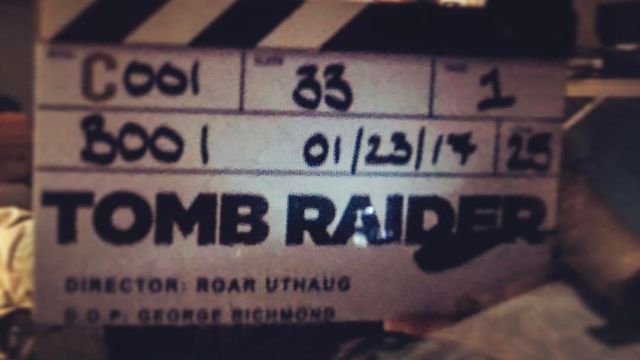 C001 33 1
B001 01/23/17 25
TOMB RAIDER
DIRECTOR: ROAR UTHAUG
D.O.P. GEORGE RICHMOND